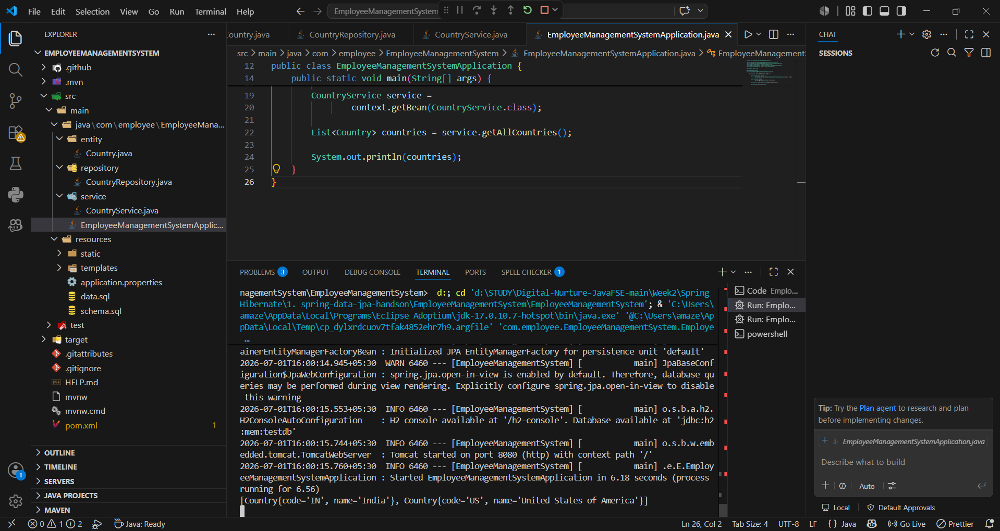 File Edit Selection View Go Run Terminal Help
EmployeeManagementSystem
EXPLORER
EMPLOYEEMANAGEMENTSYSTEM
.github
.mvn
src
main
java\com\employee\EmployeeMana...
entity
Country.java
repository
CountryRepository.java
service
CountryService.java
EmployeeManagementSystemApplic...
resources
static
templates
application.properties
data.sql
schema.sql
test
target
.gitattributes
.gitignore
HELP.md
mvnw
mvnw.cmd
pom.xml 1
OUTLINE
TIMELINE
SERVERS
JAVA PROJECTS
MAVEN
Country.java CountryRepository.java CountryService.java EmployeeManagementSystemApplication.java
src > main > java > com > employee > EmployeeManagementSystem > EmployeeManagementSystemApplication.java > EmployeeManagement
12 public class EmployeeManagementSystemApplication {
14 public static void main(String[] args) {
19 CountryService service =
20 context.getBean(CountryService.class);
21
22 List<Country> countries = service.getAllCountries();
23
24 System.out.println(countries);
25 }
26 }
PROBLEMS 3 OUTPUT DEBUG CONSOLE TERMINAL PORTS SPELL CHECKER 1
nagementSystem\EmployeeManagementSystem> d:; cd 'd:\STUDY\Digital-Nurture-JavaFSE-main\Week2\Spring
Hibernate\1. spring-data-jpa-handson\EmployeeManagementSystem\EmployeeManagementSystem'; & 'C:\Users\
amaze\AppData\Local\Programs\Eclipse Adoptium\jdk-17.0.10.7-hotspot\bin\java.exe' '@C:\Users\amaze\Ap
pData\Local\Temp\cp_dylxrdcuov7tfak4852ehr7h9.argfile' 'com.employee.EmployeeManagementSystem.Employe
…
ainerEntityManagerFactoryBean : Initialized JPA EntityManagerFactory for persistence unit 'default'
2026-07-01T16:00:14.945+05:30 WARN 6460 --- [EmployeeManagementSystem] [ main] JpaBaseConf
iguration$JpaWebConfiguration : spring.jpa.open-in-view is enabled by default. Therefore, database qu
eries may be performed during view rendering. Explicitly configure spring.jpa.open-in-view to disable
this warning
2026-07-01T16:00:15.553+05:30 INFO 6460 --- [EmployeeManagementSystem] [ main] o.s.b.a.h2.
H2ConsoleAutoConfiguration : H2 console available at '/h2-console'. Database available at 'jdbc:h2
:mem:testdb'
2026-07-01T16:00:15.744+05:30 INFO 6460 --- [EmployeeManagementSystem] [ main] o.s.b.w.emb
edded.tomcat.TomcatWebServer : Tomcat started on port 8080 (http) with context path '/'
2026-07-01T16:00:15.760+05:30 INFO 6460 --- [EmployeeManagementSystem] [ main] .e.E.Employ
eeManagementSystemApplication : Started EmployeeManagementSystemApplication in 6.18 seconds (process
running for 6.56)
[Country{code='IN', name='India'}, Country{code='US', name='United States of America'}]
Code Emplo...
Run: Emplo...
Run: Emplo...
powershell
CHAT
SESSIONS
Tip: Try the Plan agent to research and plan
before implementing changes.
EmployeeManagementSystemApplication.java
Describe what to build
Auto
Local Default Approvals
1
0 1 2 Java: Ready
Ln 26, Col 2 Tab Size: 4 UTF-8 LF { } Java Go Live Prettier